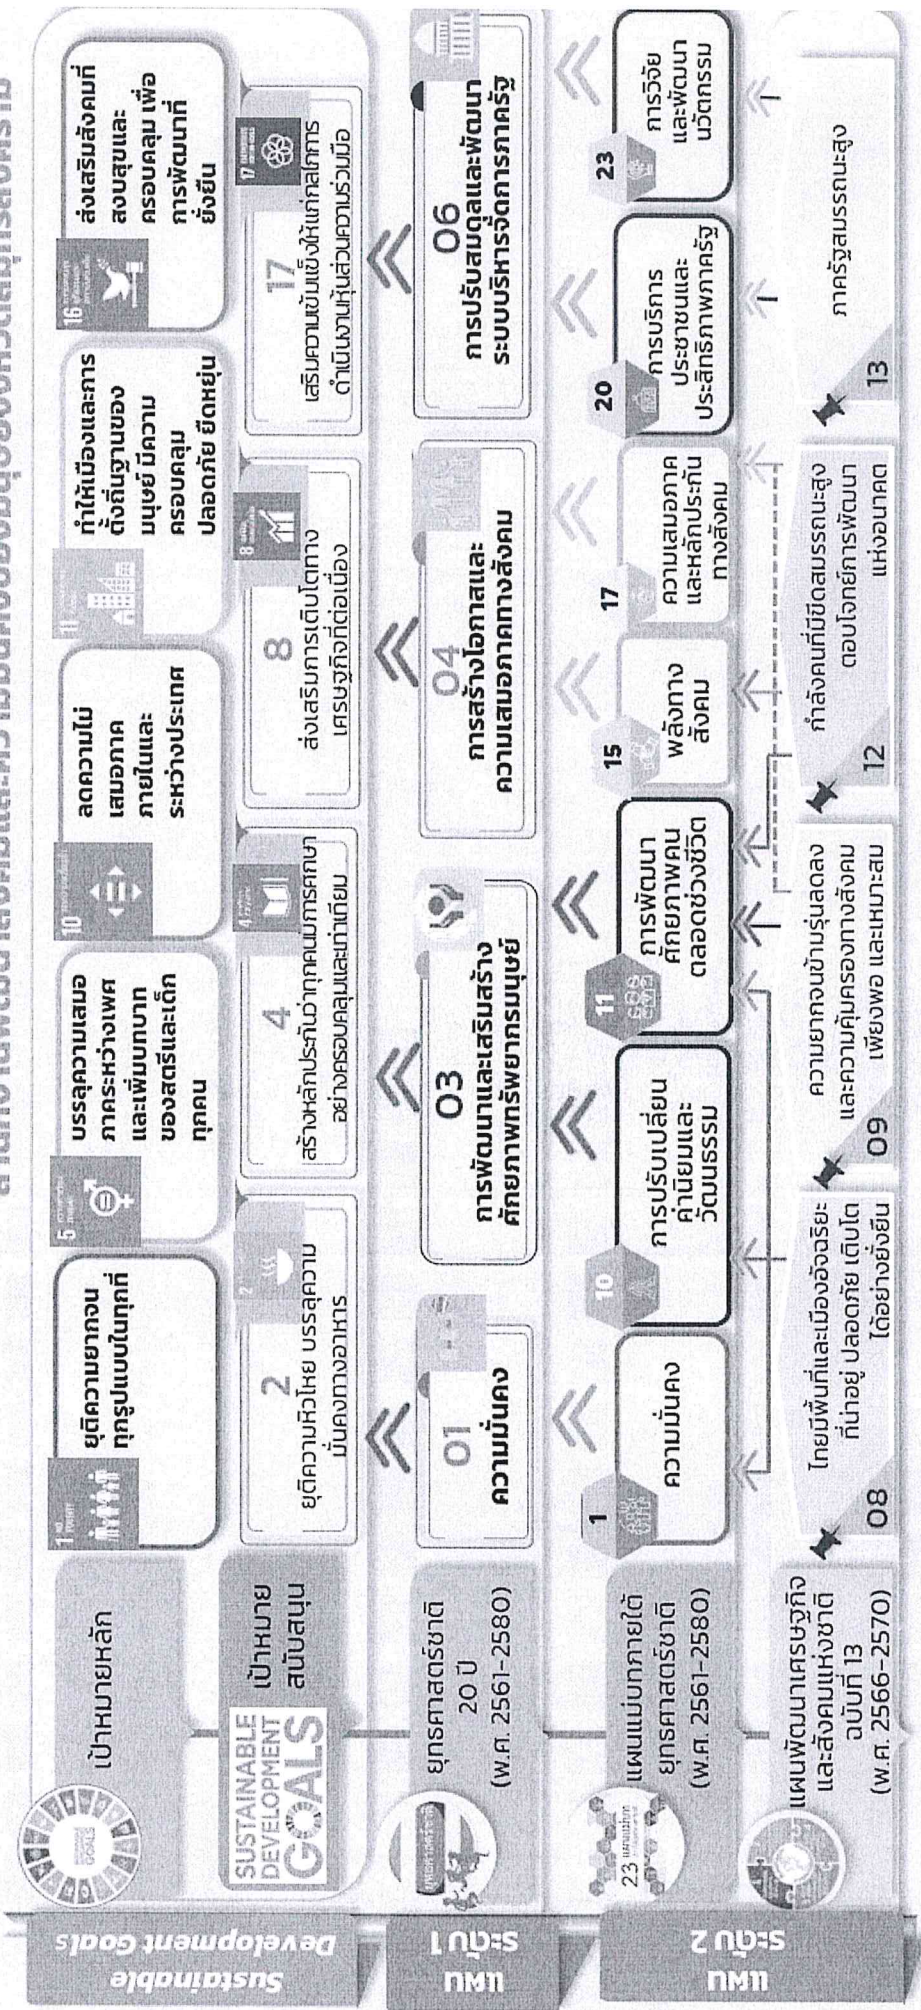 Sustainable
Development Goals
เป้าหมายหลัก
1
ยุติความยากจน
ทุกรูปแบบในทุกที่
5
บรรลุความเสมอ
ภาคระหว่างเพศ
และเพิ่มบทบาท
ของสตรีและเด็ก
ทุกคน
10
ลดความไม่
เสมอภาค
ภายในและ
ระหว่างประเทศ
11
ทำให้เมืองและการ
ตั้งถิ่นฐานของ
มนุษย์ มีความ
ครอบคลุม
ปลอดภัย ยืดหยุ่น
16
ส่งเสริมสังคมที่
สงบสุขและ
ครอบคลุม เพื่อ
การพัฒนาที่
ยั่งยืน
SUSTAINABLE
DEVELOPMENT
GOALS
เป้าหมาย
สนับสนุน
2
2
ยุติความหิวโหย บรรลุความ
มั่นคงทางอาหาร
4
4
สร้างหลักประกันว่าทุกคนมีการศึกษา
อย่างครอบคลุมและเท่าเทียม
8
8
ส่งเสริมการเติบโตทาง
เศรษฐกิจที่ต่อเนื่อง
17
17
เสริมความเข้มแข็งให้แก่กลไกการ
ดำเนินงานหุ้นส่วนความร่วมมือ
แผน
ระดับ 1
ยุทธศาสตร์ชาติ
20 ปี
(พ.ศ. 2561-2580)
01
ความมั่นคง
03
การพัฒนาและเสริมสร้าง
ศักยภาพทรัพยากรมนุษย์
04
การสร้างโอกาสและ
ความเสมอภาคทางสังคม
06
การปรับสมดุลและพัฒนา
ระบบบริหารจัดการภาครัฐ
แผน
ระดับ 2
23
แผนแม่บทภายใต้
ยุทธศาสตร์ชาติ
(พ.ศ. 2561-2580)
1
ความมั่นคง
10
การปรับเปลี่ยน
ค่านิยมและ
วัฒนธรรม
11
การพัฒนา
ศักยภาพคน
ตลอดช่วงชีวิต
15
พลังทาง
สังคม
17
ความเสมอภาค
และหลักประกัน
ทางสังคม
20
การบริการ
ประชาชนและ
ประสิทธิภาพภาครัฐ
23
การวิจัย
และพัฒนา
นวัตกรรม
แผนพัฒนาเศรษฐกิจ
และสังคมแห่งชาติ
ฉบับที่ 13
(พ.ศ. 2566-2570)
08
ไทยมีพื้นที่และเมืองอัจฉริยะ
ที่น่าอยู่ ปลอดภัย เติบโต
ได้อย่างยั่งยืน
09
ความยากจนข้ามรุ่นลดลง
และความคุ้มครองทางสังคม
เพียงพอ และเหมาะสม
12
กำลังคนที่มีขีดสมรรถนะสูง
ตอบโจทย์การพัฒนา
แห่งอนาคต
13
ภาครัฐสมรรถนะสูง